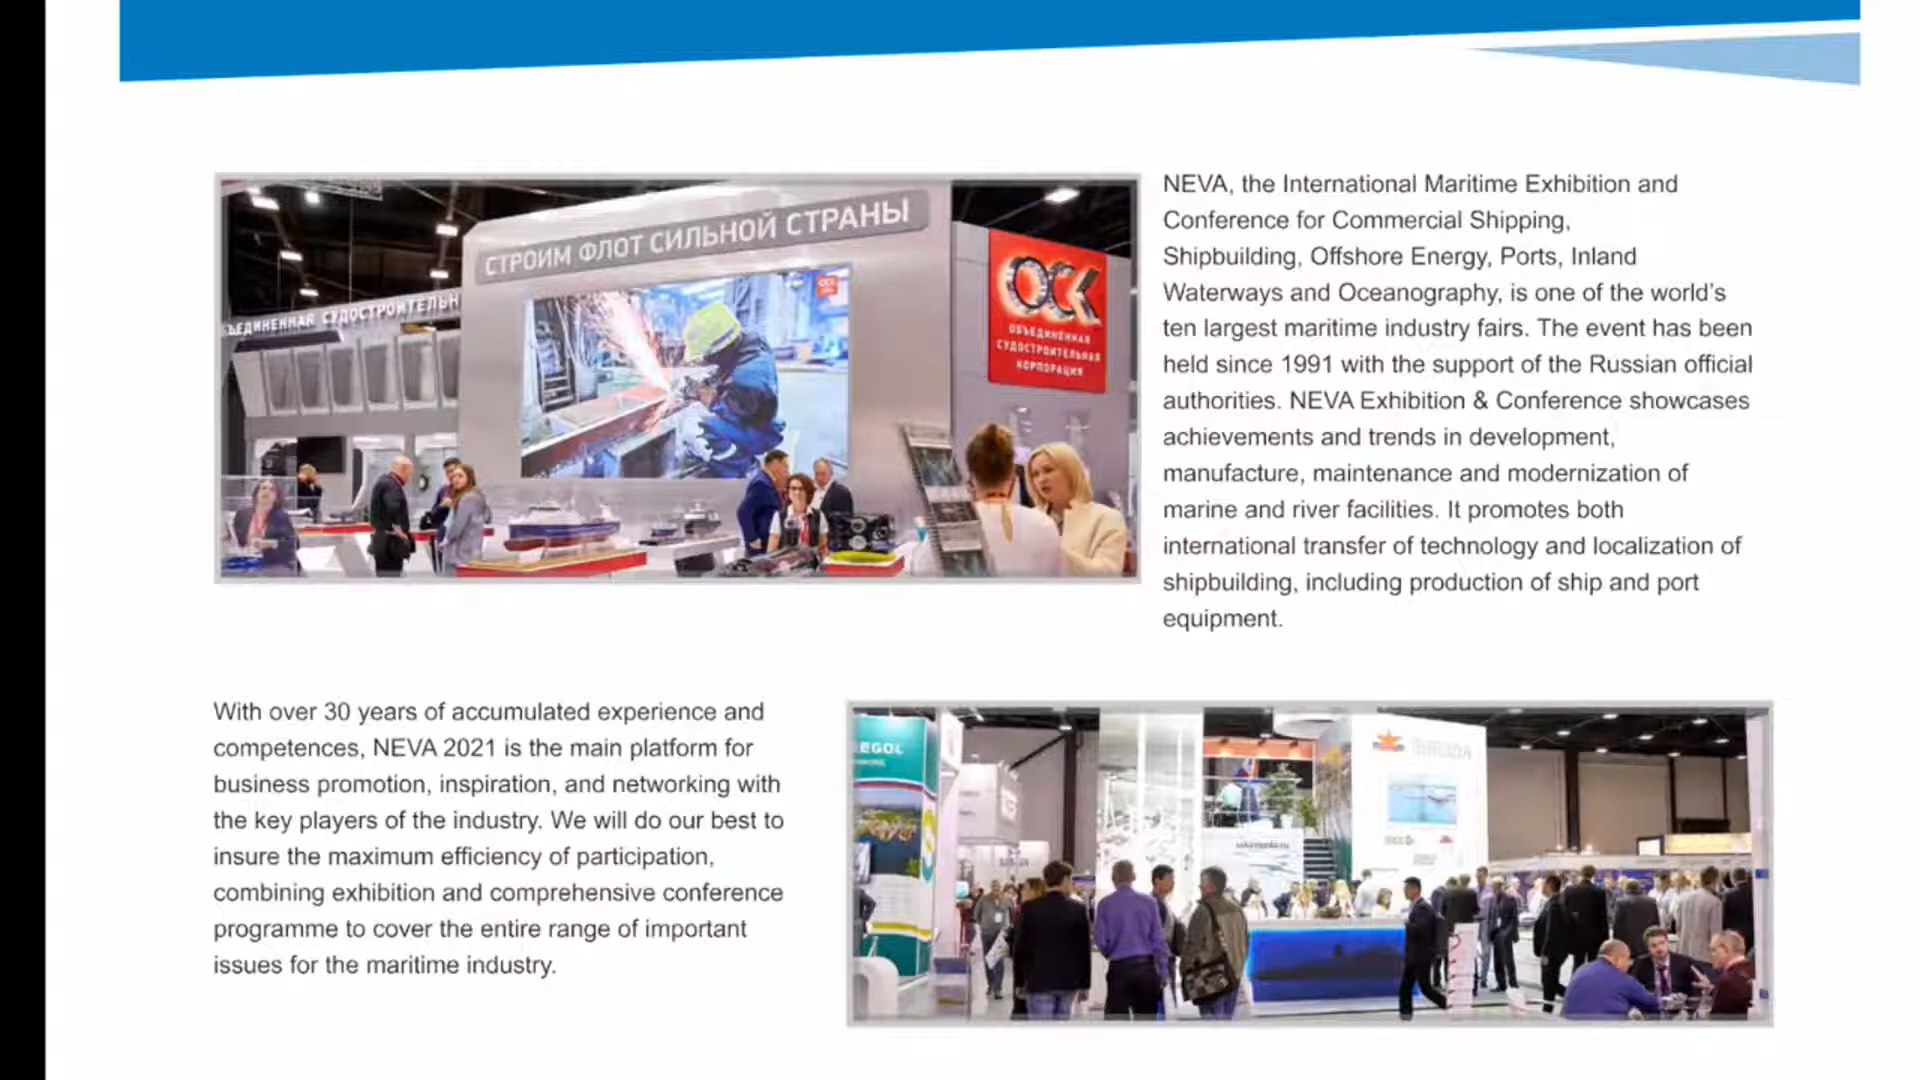 СТРОИМ ФЛОТ СИЛЬНОЙ СТРАНЫ
ЪЕДИНЕННАЯ СУДОСТРОИТЕЛЬН
ОСК
ОБЪЕДИНЕННАЯ
СУДОСТРОИТЕЛЬНАЯ
КОРПОРАЦИЯ
NEVA, the International Maritime Exhibition and
Conference for Commercial Shipping,
Shipbuilding, Offshore Energy, Ports, Inland
Waterways and Oceanography, is one of the world’s
ten largest maritime industry fairs. The event has been
held since 1991 with the support of the Russian official
authorities. NEVA Exhibition & Conference showcases
achievements and trends in development,
manufacture, maintenance and modernization of
marine and river facilities. It promotes both
international transfer of technology and localization of
shipbuilding, including production of ship and port
equipment.
With over 30 years of accumulated experience and
competences, NEVA 2021 is the main platform for
business promotion, inspiration, and networking with
the key players of the industry. We will do our best to
insure the maximum efficiency of participation,
combining exhibition and comprehensive conference
programme to cover the entire range of important
issues for the maritime industry.
EGOL